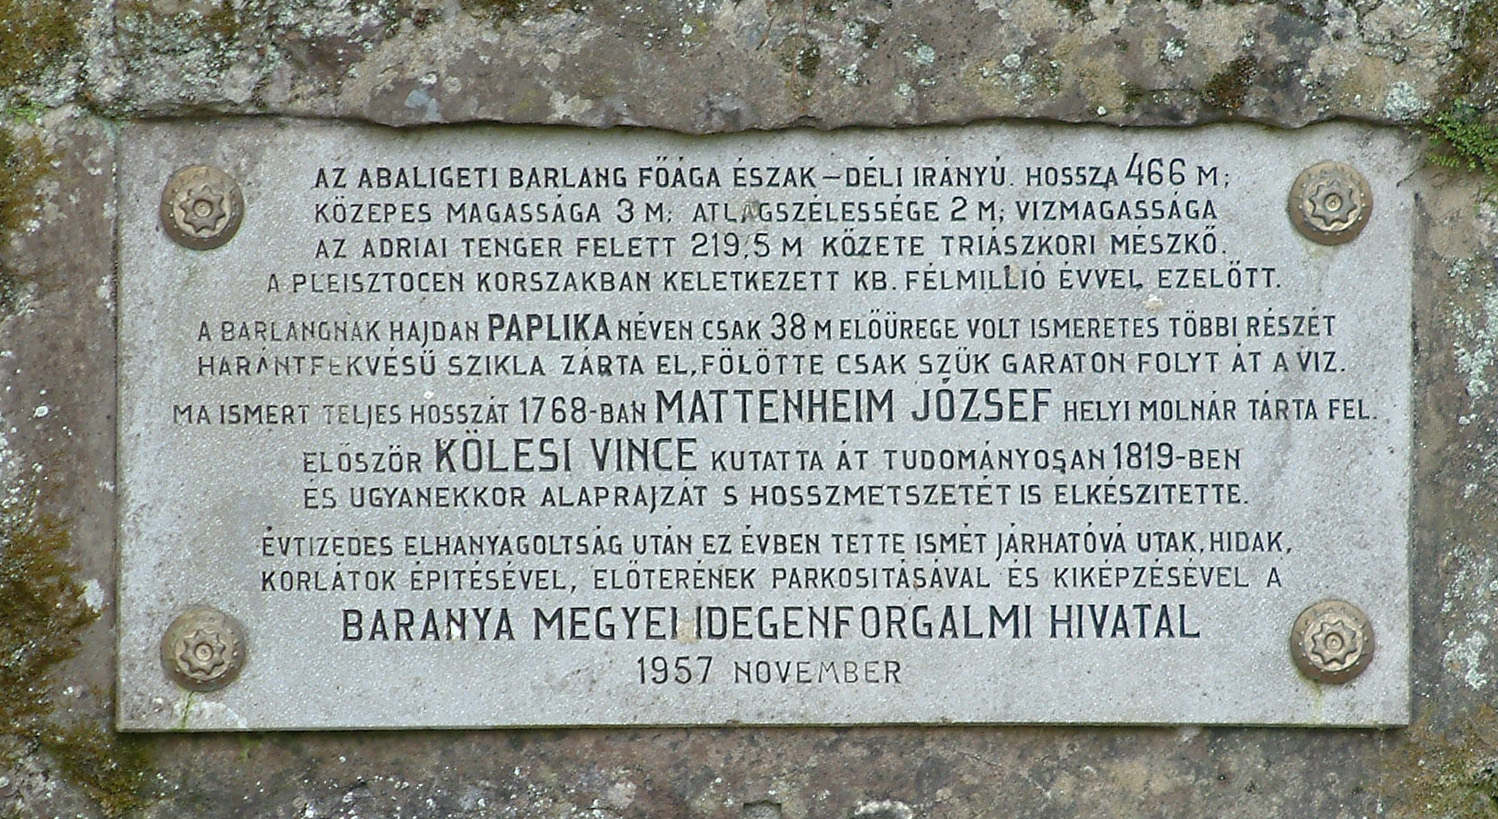 AZ ABALIGETI BARLANG FŐÁGA ÉSZAK–DÉLI IRÁNYÚ. HOSSZA 466 M;
KÖZEPES MAGASSÁGA 3 M; ÁTLAGSZÉLESSÉGE 2 M; VIZMAGASSÁGA
AZ ADRIAI TENGER FELETT 219,5 M KÖZETE TRIÁSZKORI MÉSZKŐ.
A PLEISZTOCEN KORSZAKBAN KELETKEZETT KB. FÉLMILLIÓ ÉVVEL EZELŐTT.
A BARLANGNAK HAJDAN PAPLIKA NÉVEN CSAK 38 M ELŐÜREGE VOLT ISMERETES TÖBBI RÉSZÉT
HARÁNTFEKVÉSŰ SZIKLA ZÁRTA EL, FÖLÖTTE CSAK SZŰK GARATON FOLYT ÁT A VIZ.
MA ISMERT TELJES HOSSZÁT 1768-BAN MATTENHEIM JÓZSEF HELYI MOLNÁR TÁRTA FEL.
ELŐSZÖR KÖLESI VINCE KUTATTA ÁT TUDOMÁNYOSAN 1819-BEN
ÉS UGYANEKKOR ALAPRAJZÁT S HOSSZMETSZETÉT IS ELKÉSZITETTE.
ÉVTIZEDES ELHANYAGOLTSÁG UTÁN EZ ÉVBEN TETTE ISMÉT JÁRHATÓVÁ UTAK, HIDAK,
KORLÁTOK ÉPITÉSÉVEL, ELŐTERÉNEK PARKOSITÁSÁVAL ÉS KIKÉPZÉSÉVEL A
BARANYA MEGYEI IDEGENFORGALMI HIVATAL
1957 NOVEMBER